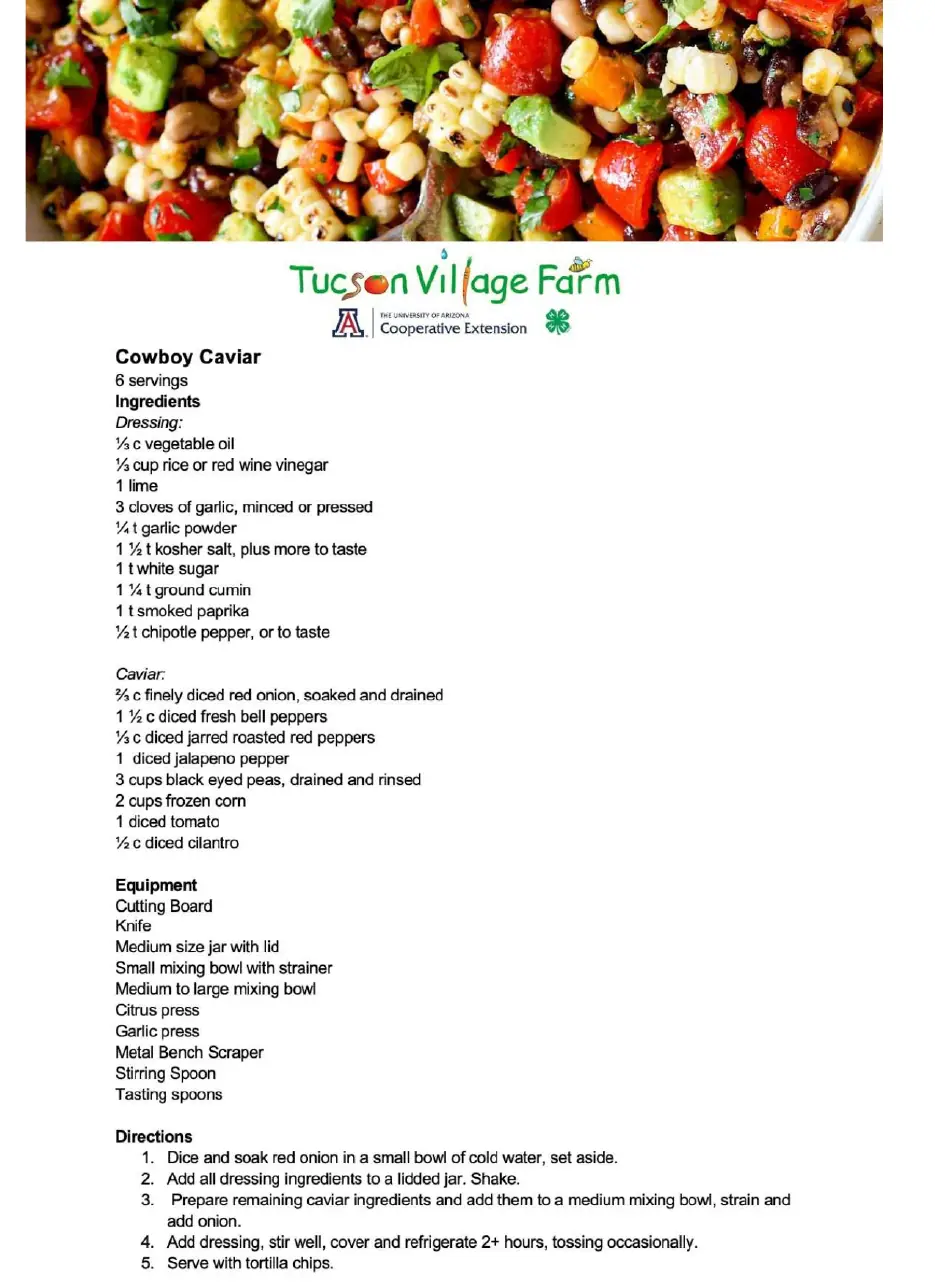 Tucson Village Farm
THE UNIVERSITY OF ARIZONA
Cooperative Extension
Cowboy Caviar
6 servings
Ingredients
Dressing:
⅓ c vegetable oil
⅓ cup rice or red wine vinegar
1 lime
3 cloves of garlic, minced or pressed
¼ t garlic powder
1 ½ t kosher salt, plus more to taste
1 t white sugar
1 ¼ t ground cumin
1 t smoked paprika
½ t chipotle pepper, or to taste
Caviar:
⅔ c finely diced red onion, soaked and drained
1 ½ c diced fresh bell peppers
⅓ c diced jarred roasted red peppers
1 diced jalapeno pepper
3 cups black eyed peas, drained and rinsed
2 cups frozen corn
1 diced tomato
½ c diced cilantro
Equipment
Cutting Board
Knife
Medium size jar with lid
Small mixing bowl with strainer
Medium to large mixing bowl
Citrus press
Garlic press
Metal Bench Scraper
Stirring Spoon
Tasting spoons
Directions
1. Dice and soak red onion in a small bowl of cold water, set aside.
2. Add all dressing ingredients to a lidded jar. Shake.
3. Prepare remaining caviar ingredients and add them to a medium mixing bowl, strain and
add onion.
4. Add dressing, stir well, cover and refrigerate 2+ hours, tossing occasionally.
5. Serve with tortilla chips.